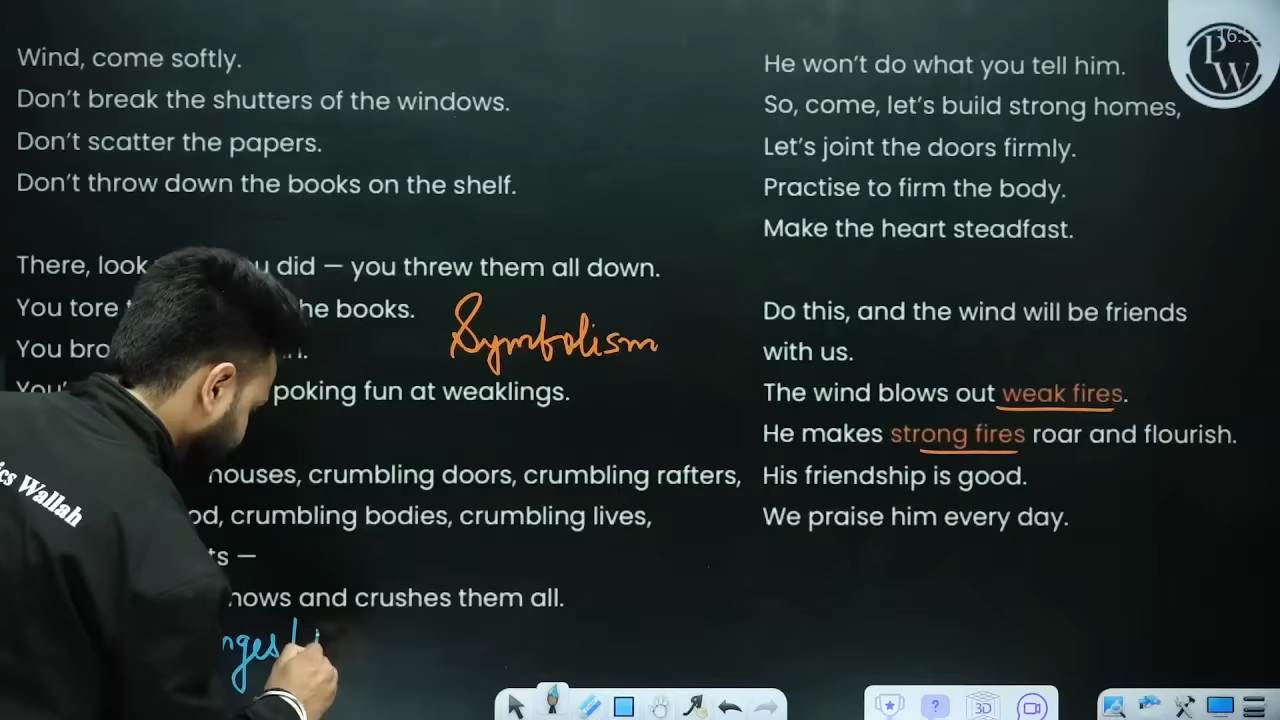 Wind, come softly.
Don't break the shutters of the windows.
Don't scatter the papers.
Don't throw down the books on the shelf.
There, look did — you threw them all down.
You tore he books.
You
poking fun at weaklings.
houses, crumbling doors, crumbling rafters,
crumbling bodies, crumbling lives,
and crushes them all.
Symbolism
He won't do what you tell him.
So, come, let's build strong homes,
Let's joint the doors firmly.
Practise to firm the body.
Make the heart steadfast.
Do this, and the wind will be friends
with us.
The wind blows out weak fires.
He makes strong fires roar and flourish.
His friendship is good.
We praise him every day.
PW
ics Wallah
3D